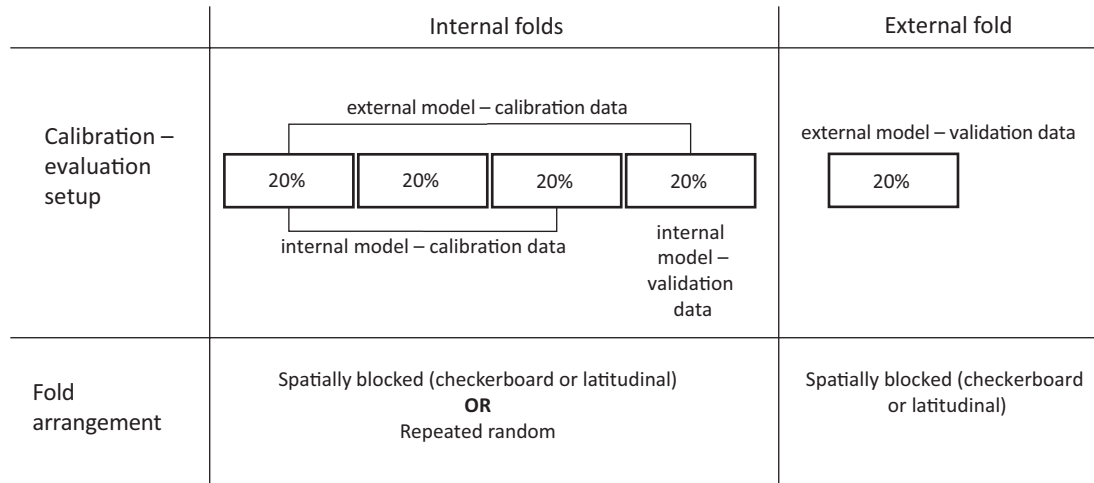 Internal folds
External fold
Calibration –
evaluation
setup
external model – calibration data
20%
20%
20%
20%
internal model – calibration data
internal
model –
validation
data
external model – validation data
20%
Fold
arrangement
Spatially blocked (checkerboard or latitudinal)
OR
Repeated random
Spatially blocked (checkerboard
or latitudinal)